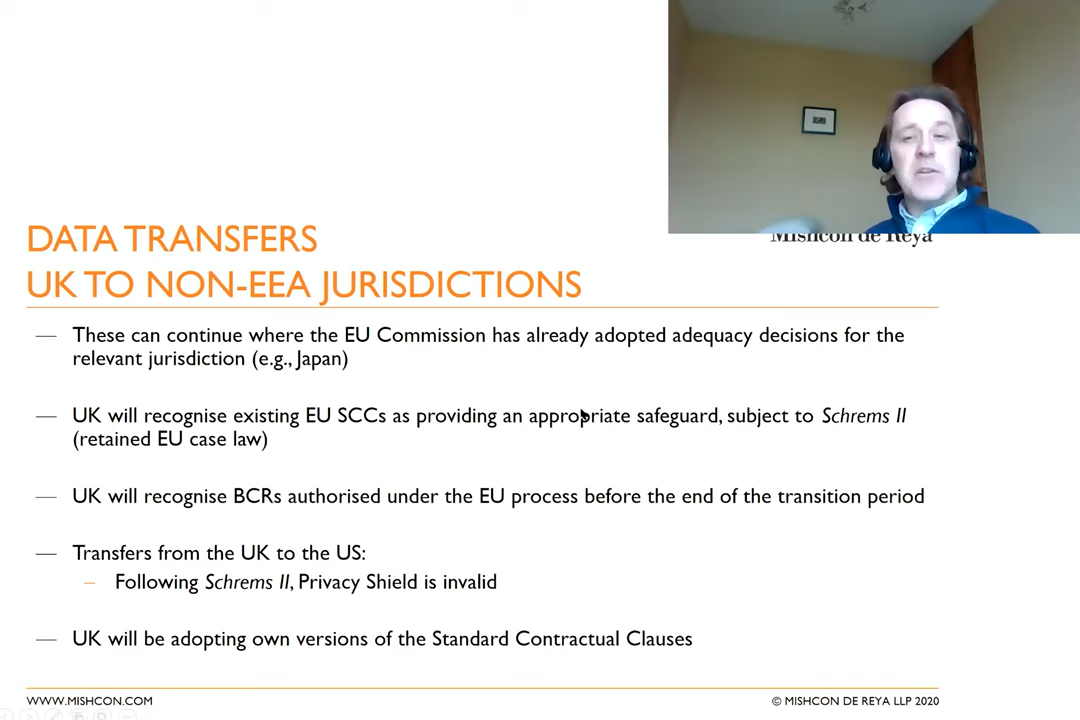 Mishcon de Reya
DATA TRANSFERS
UK TO NON-EEA JURISDICTIONS
— These can continue where the EU Commission has already adopted adequacy decisions for the
relevant jurisdiction (e.g., Japan)
— UK will recognise existing EU SCCs as providing an appropriate safeguard, subject to Schrems II
(retained EU case law)
— UK will recognise BCRs authorised under the EU process before the end of the transition period
— Transfers from the UK to the US:
– Following Schrems II, Privacy Shield is invalid
— UK will be adopting own versions of the Standard Contractual Clauses
WWW.MISHCON.COM
© MISHCON DE REYA LLP 2020